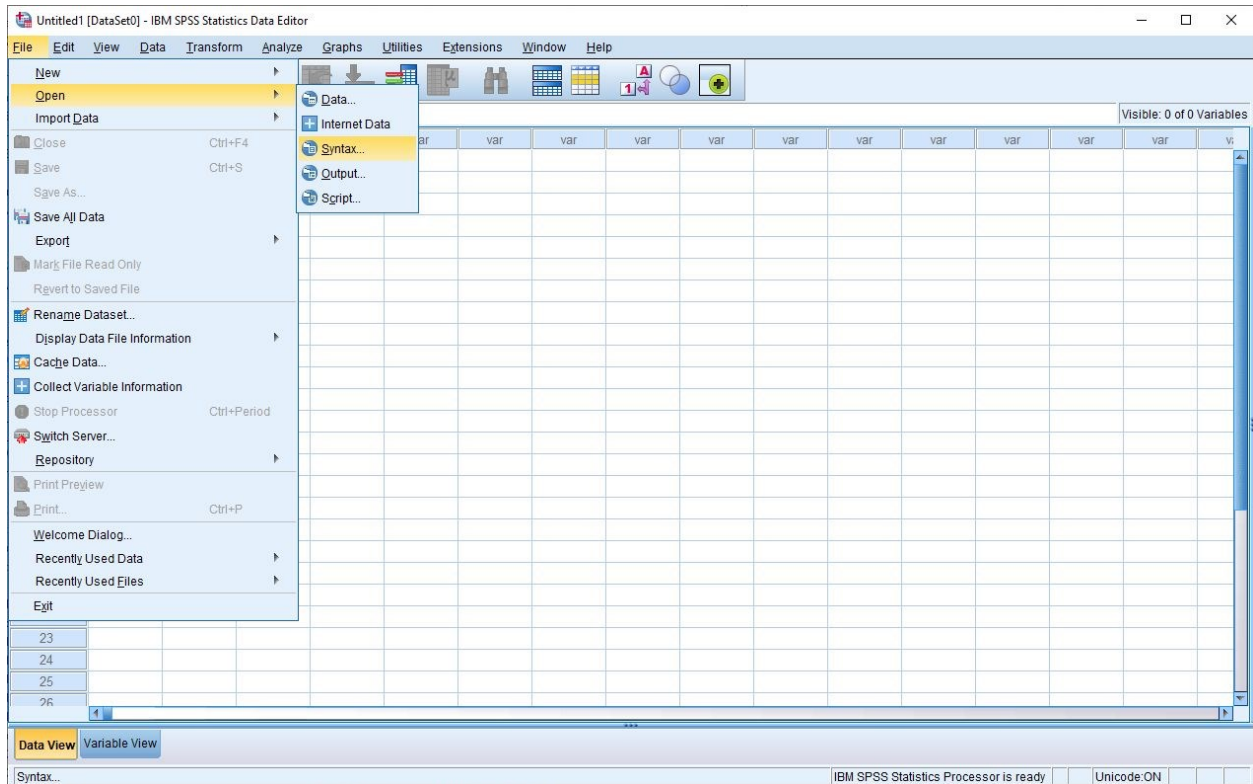 Untitled1 [DataSet0] - IBM SPSS Statistics Data Editor
File Edit View Data Transform Analyze Graphs Utilities Extensions Window Help
New
Open
Import Data
Close Ctrl+F4
Save Ctrl+S
Save As...
Save All Data
Export
Mark File Read Only
Revert to Saved File
Rename Dataset...
Display Data File Information
Cache Data...
Collect Variable Information
Stop Processor Ctrl+Period
Switch Server...
Repository
Print Preview
Print... Ctrl+P
Welcome Dialog...
Recently Used Data
Recently Used Files
Exit
Data...
Internet Data
Syntax...
Output...
Script...
Visible: 0 of 0 Variables
var var var var var var var var var var
23
24
25
26
Data View Variable View
Syntax... IBM SPSS Statistics Processor is ready Unicode:ON